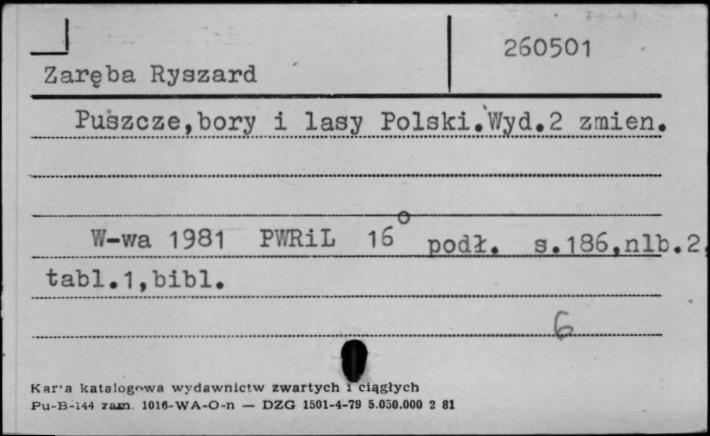 260501
Zaręba Ryszard
Puszcze,bory i lasy Polski.Wyd.2 zmien.
W-wa 1981 PWRiL 16° podł. s.186,nlb.2,
tabl.1,bibl.
6
Karta katalogowa wydawnictw zwartych i ciągłych
Pu-B-144 zam. 1016-WA-O-n — DZG 1501-4-79 5.050.000 2 81